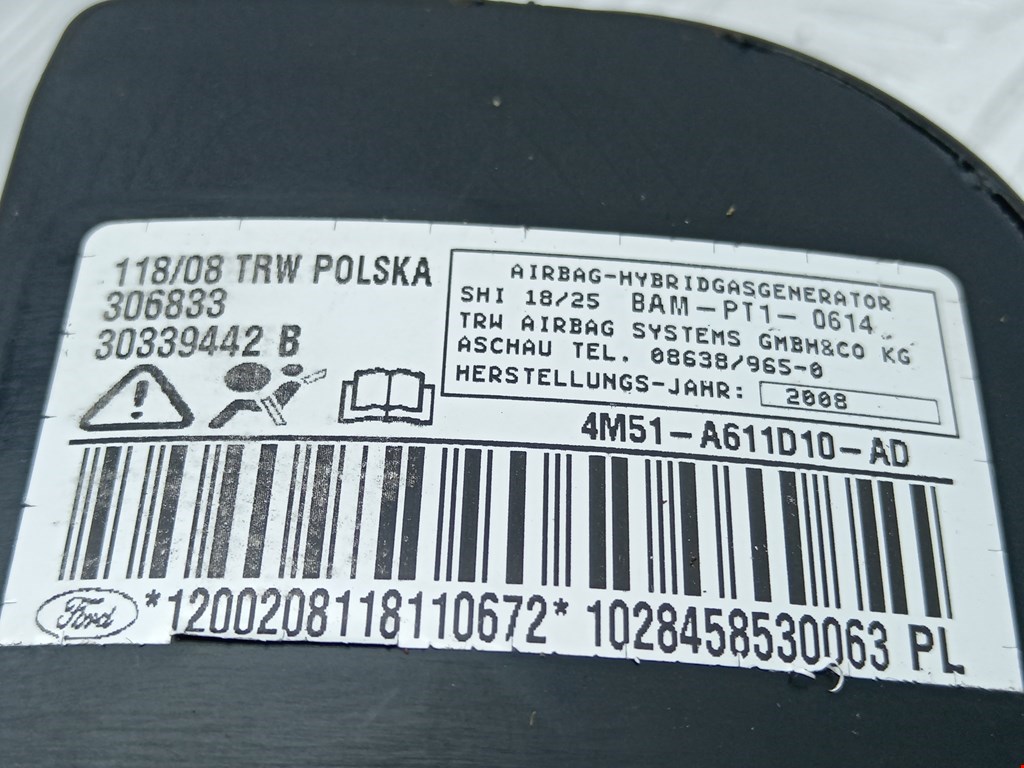 118/08 TRW POLSKA
306833
30339442 B
AIRBAG-HYBRIDGASGENERATOR
SHI 18/25 BAM-PT1- 0614
TRW AIRBAG SYSTEMS GMBH&CO KG
ASCHAU TEL. 08638/965-0
HERSTELLUNGS-JAHR: 2008
4M51-A611D10-AD
Ford *1200208118110672* 1028458530063 PL